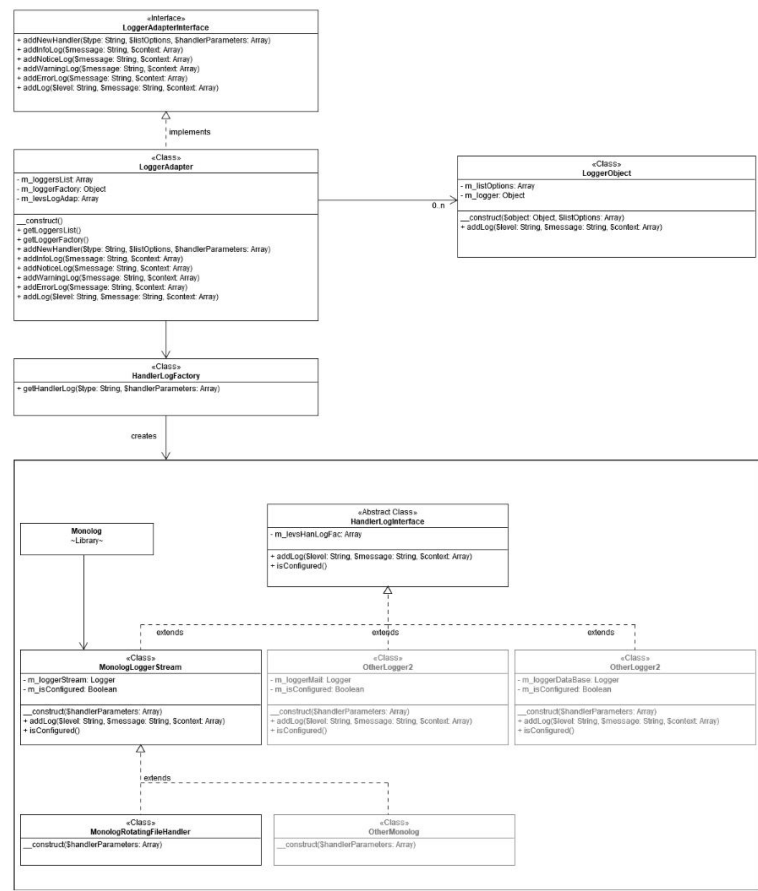 «Interface»
LoggerAdapterInterface
+ addNewHandler($type: String, $listOptions, $handlerParameters: Array)
+ addInfoLog($message: String, $context: Array)
+ addNoticeLog($message: String, $context: Array)
+ addWarningLog($message: String, $context: Array)
+ addErrorLog($message: String, $context: Array)
+ addLog($level: String, $message: String, $context: Array)
implements
«Class»
LoggerAdapter
- m_loggersList: Array
- m_loggerFactory: Object
- m_levsLogAdap: Array
__construct()
+ getLoggersList()
+ getLoggerFactory()
+ addNewHandler($type: String, $listOptions, $handlerParameters: Array)
+ addInfoLog($message: String, $context: Array)
+ addNoticeLog($message: String, $context: Array)
+ addWarningLog($message: String, $context: Array)
+ addErrorLog($message: String, $context: Array)
+ addLog($level: String, $message: String, $context: Array)
0..n
«Class»
LoggerObject
- m_listOptions: Array
- m_logger: Object
__construct($object: Object, $listOptions: Array)
+ addLog($level: String, $message: String, $context: Array)
«Class»
HandlerLogFactory
+ getHandlerLog($type: String, $handlerParameters: Array)
creates
Monolog
~Library~
«Abstract Class»
HandlerLogInterface
- m_levsHanLogFac: Array
+ addLog($level: String, $message: String, $context: Array)
+ isConfigured()
extends
extends
extends
«Class»
MonologLoggerStream
- m_loggerStream: Logger
- m_isConfigured: Boolean
__construct($handlerParameters: Array)
+ addLog($level: String, $message: String, $context: Array)
+ isConfigured()
«Class»
OtherLogger2
- m_loggerMail: Logger
- m_isConfigured: Boolean
__construct($handlerParameters: Array)
+ addLog($level: String, $message: String, $context: Array)
+ isConfigured()
«Class»
OtherLogger2
- m_loggerDataBase: Logger
- m_isConfigured: Boolean
__construct($handlerParameters: Array)
+ addLog($level: String, $message: String, $context: Array)
+ isConfigured()
extends
«Class»
MonologRotatingFileHandler
__construct($handlerParameters: Array)
«Class»
OtherMonolog
__construct($handlerParameters: Array)